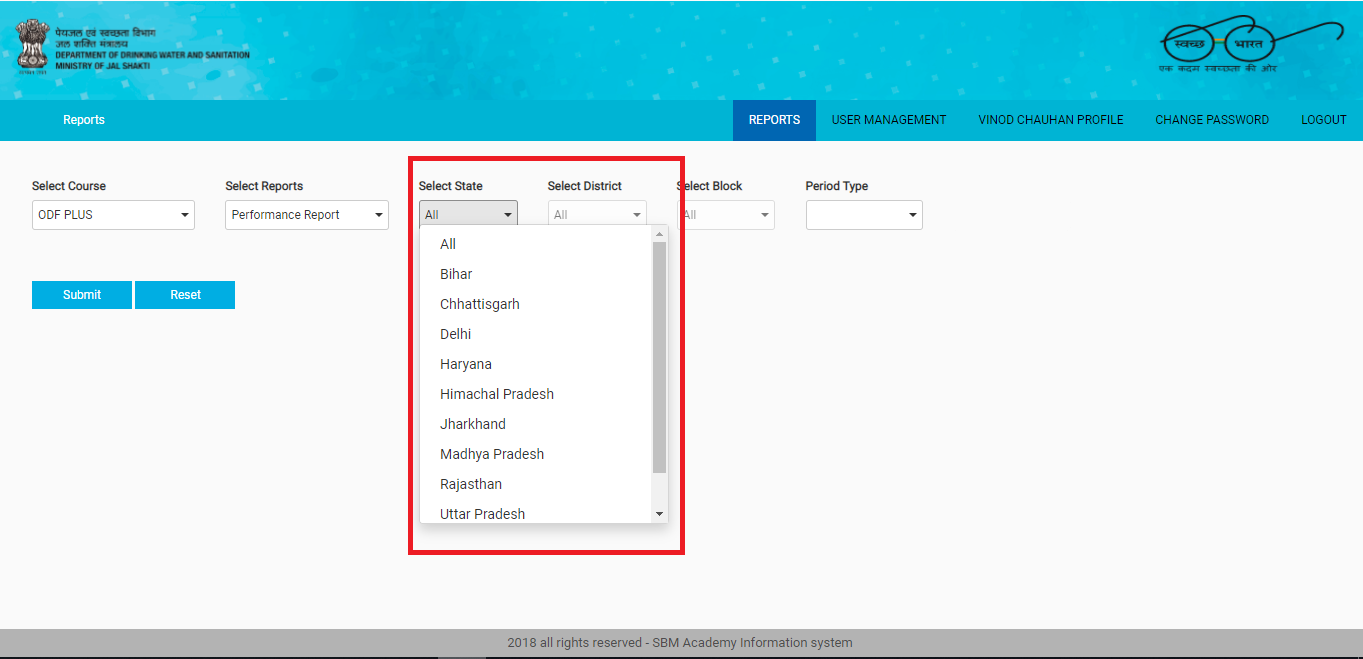 पेयजल एवं स्वच्छता विभाग
जल शक्ति मंत्रालय
DEPARTMENT OF DRINKING WATER AND SANITATION
MINISTRY OF JAL SHAKTI
स्वच्छ भारत
एक कदम स्वच्छता की ओर
Reports
REPORTS USER MANAGEMENT VINOD CHAUHAN PROFILE CHANGE PASSWORD LOGOUT
Select Course Select Reports Select State Select District Select Block Period Type
ODF PLUS Performance Report All All All
All
Bihar
Chhattisgarh
Delhi
Haryana
Himachal Pradesh
Jharkhand
Madhya Pradesh
Rajasthan
Uttar Pradesh
Submit Reset
2018 all rights reserved - SBM Academy Information system